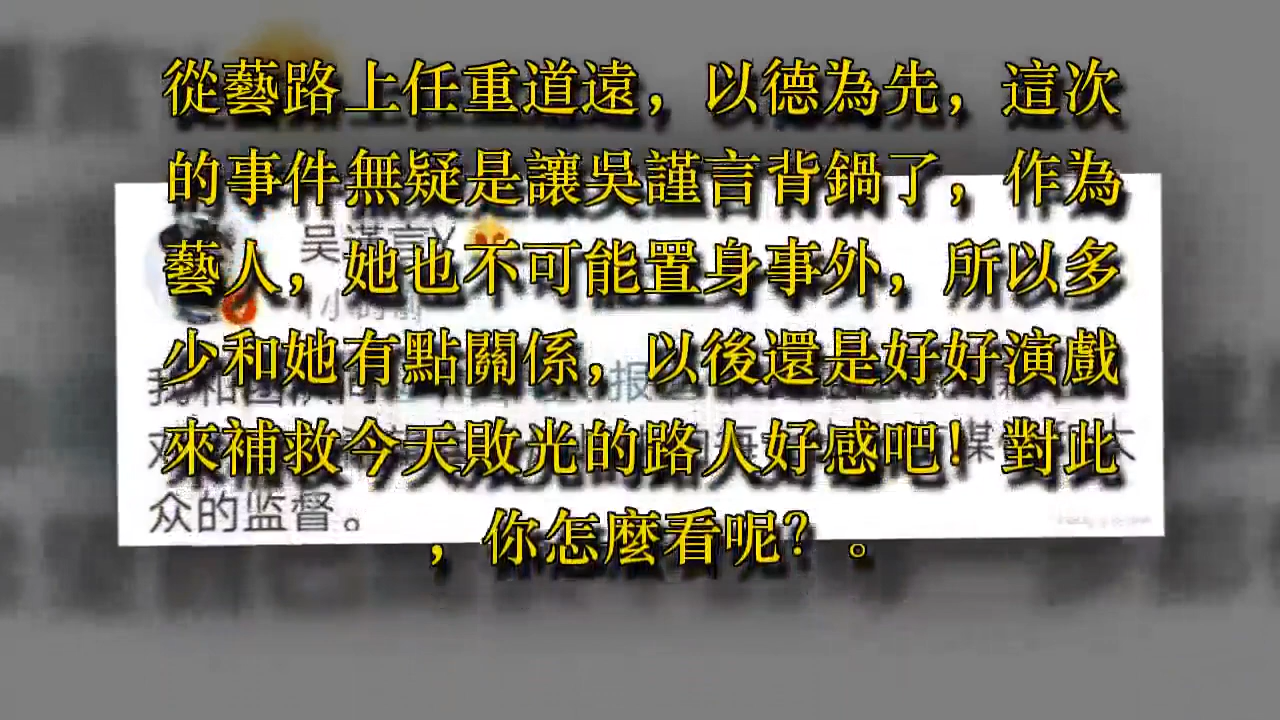 從藝路上任重道遠，以德為先，這次
的事件無疑是讓吳謹言背鍋了，作為
藝人，她也不可能置身事外，所以多
少和她有點關係，以後還是好好演戲
來補救今天敗光的路人好感吧！對此
，你怎麼看呢？。
吴谨言Y
众的监督。